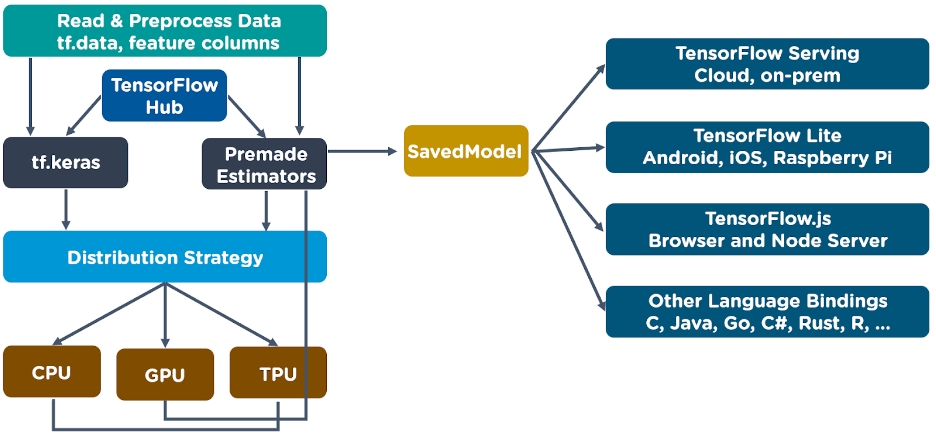 Read & Preprocess Data
tf.data, feature columns
TensorFlow
Hub
tf.keras
Premade
Estimators
Distribution Strategy
CPU
GPU
TPU
SavedModel
TensorFlow Serving
Cloud, on-prem
TensorFlow Lite
Android, iOS, Raspberry Pi
TensorFlow.js
Browser and Node Server
Other Language Bindings
C, Java, Go, C#, Rust, R, ...